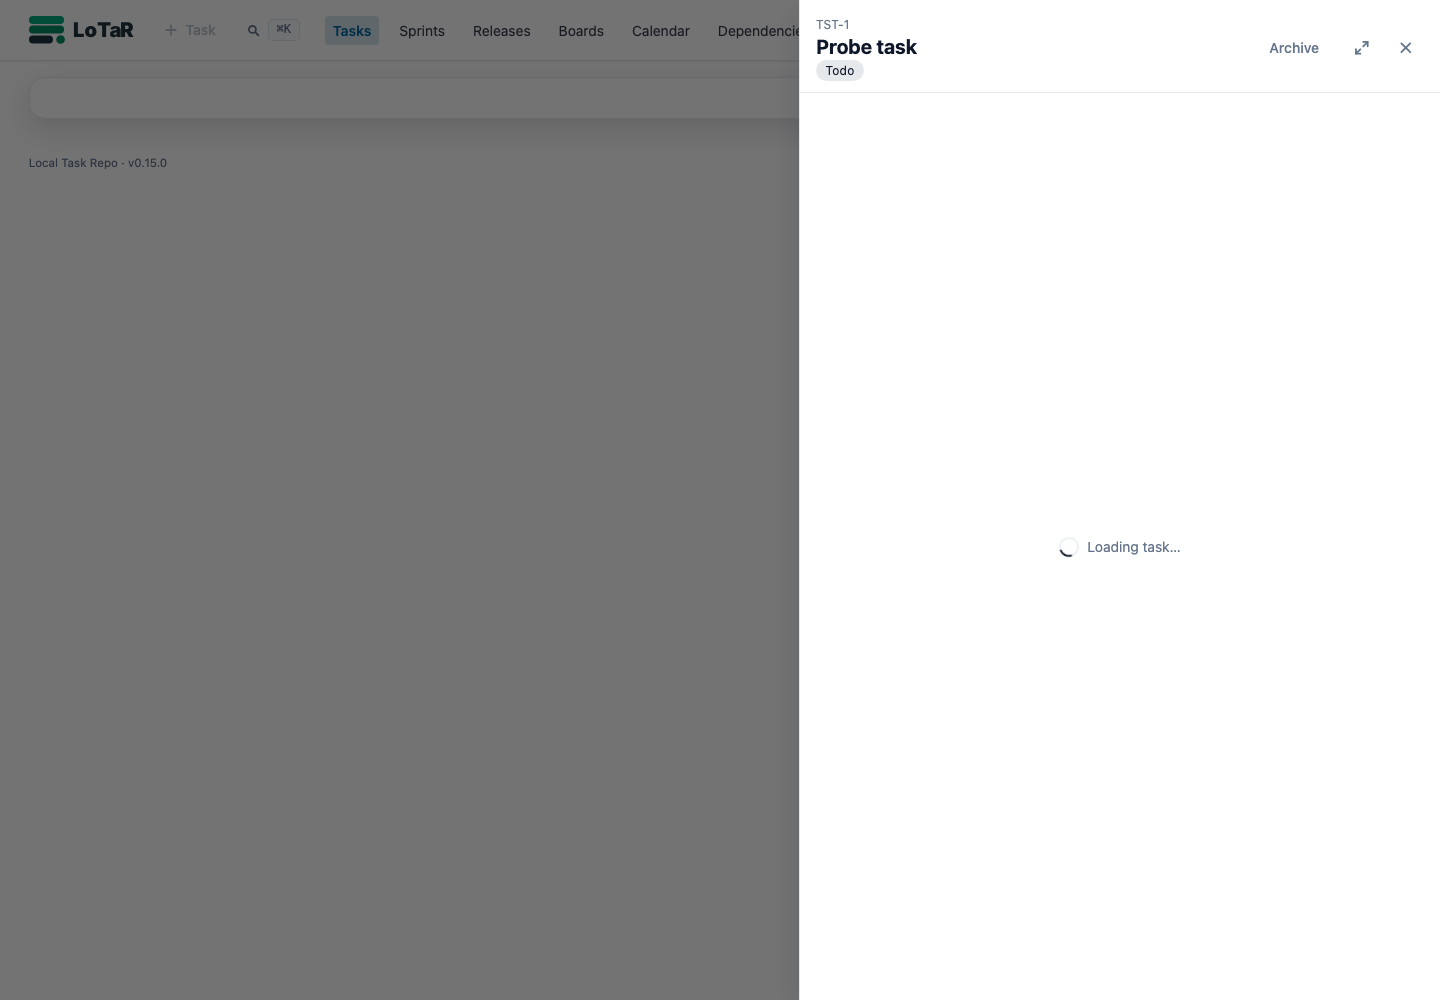 LoTaR
Task
⌘K
Tasks
Sprints
Releases
Boards
Calendar
Local Task Repo · v0.15.0
TST-1
Probe task
Todo
Archive
Loading task...